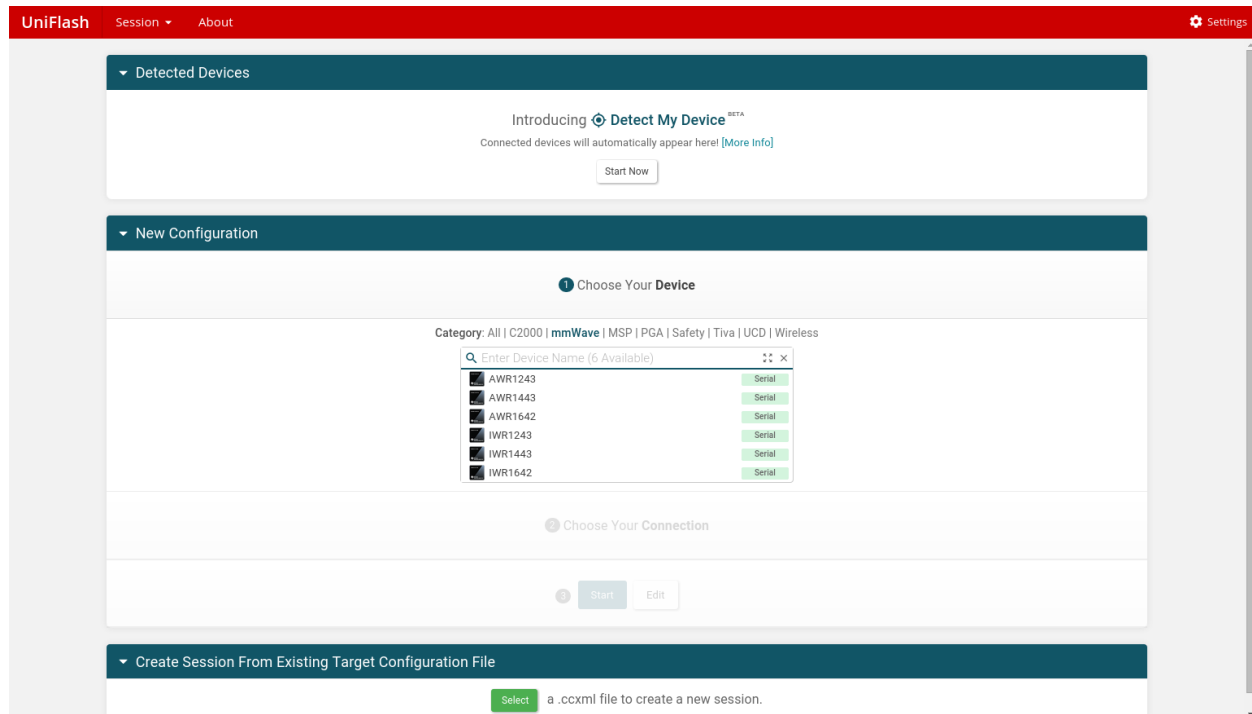 UniFlash Session About Settings
Detected Devices
Introducing Detect My Device BETA
Connected devices will automatically appear here! [More Info]
Start Now
New Configuration
1 Choose Your Device
Category: All | C2000 | mmWave | MSP | PGA | Safety | Tiva | UCD | Wireless
Enter Device Name (6 Available)
AWR1243 Serial
AWR1443 Serial
AWR1642 Serial
IWR1243 Serial
IWR1443 Serial
IWR1642 Serial
2 Choose Your Connection
3 Start Edit
Create Session From Existing Target Configuration File
Select a .ccxml file to create a new session.